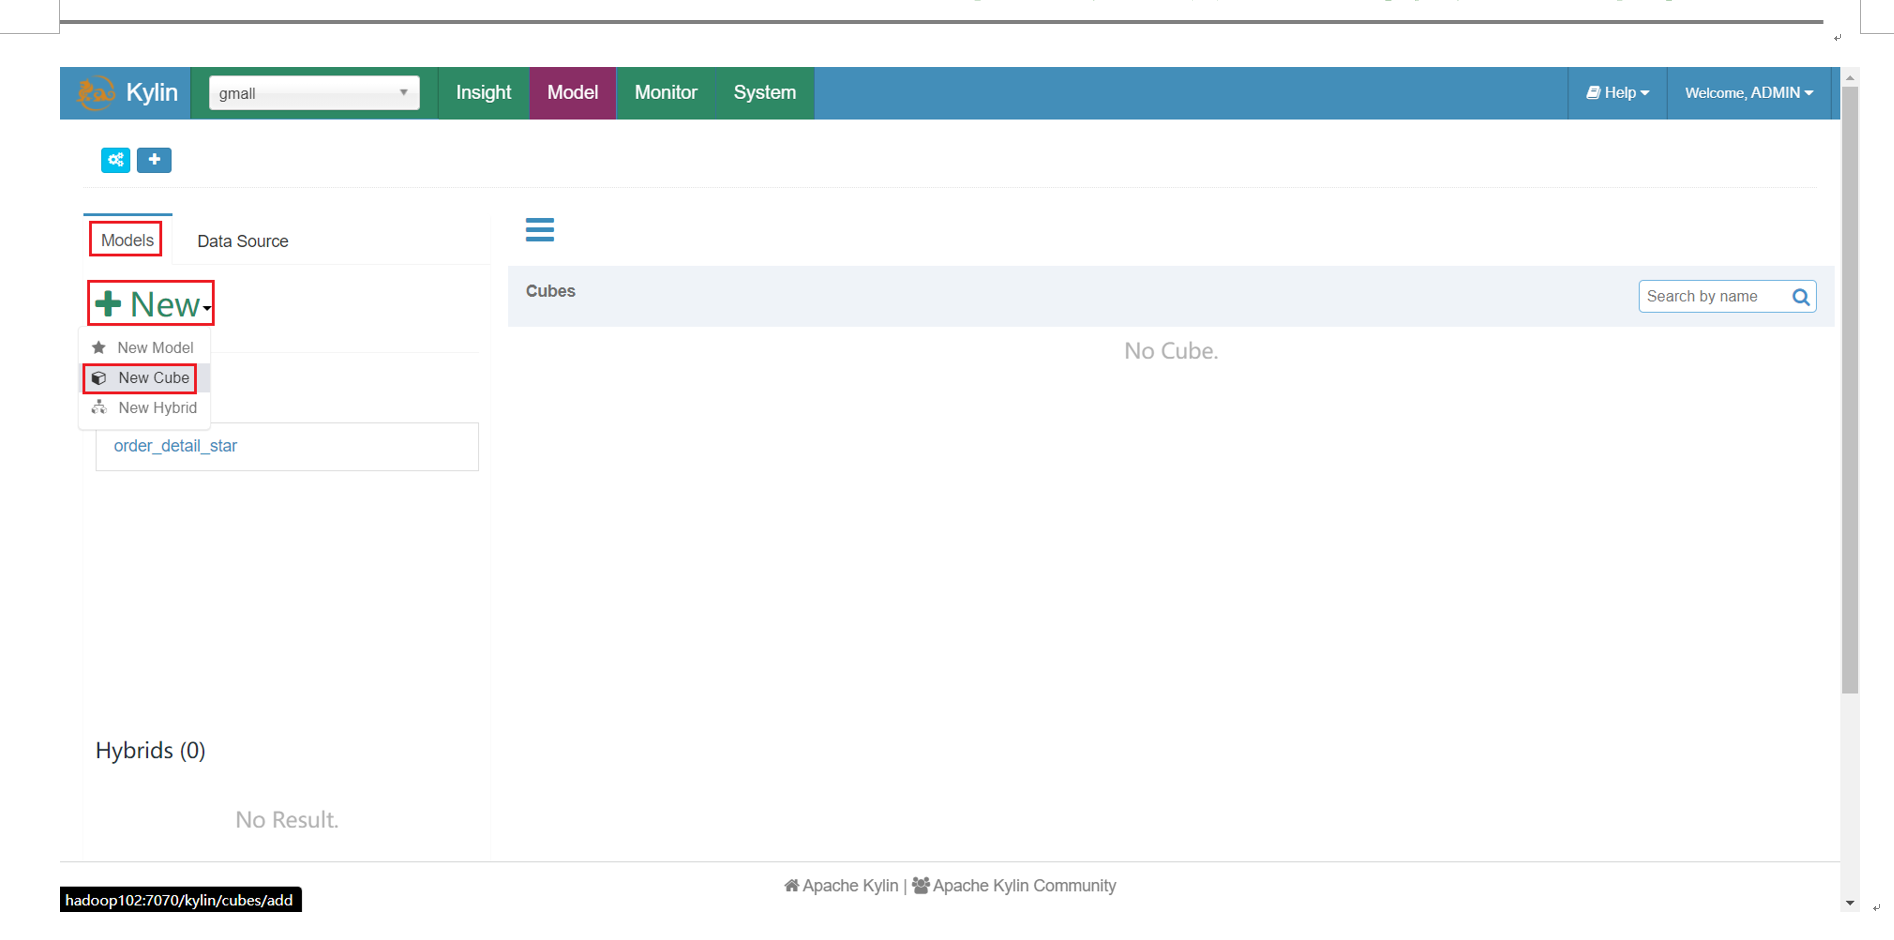 Kylin
gmall
Insight
Model
Monitor
System
Help
Welcome, ADMIN
Models
Data Source
New
Cubes
Search by name
New Model
No Cube.
New Cube
New Hybrid
order_detail_star
Hybrids (0)
No Result.
Apache Kylin | Apache Kylin Community
hadoop102:7070/kylin/cubes/add